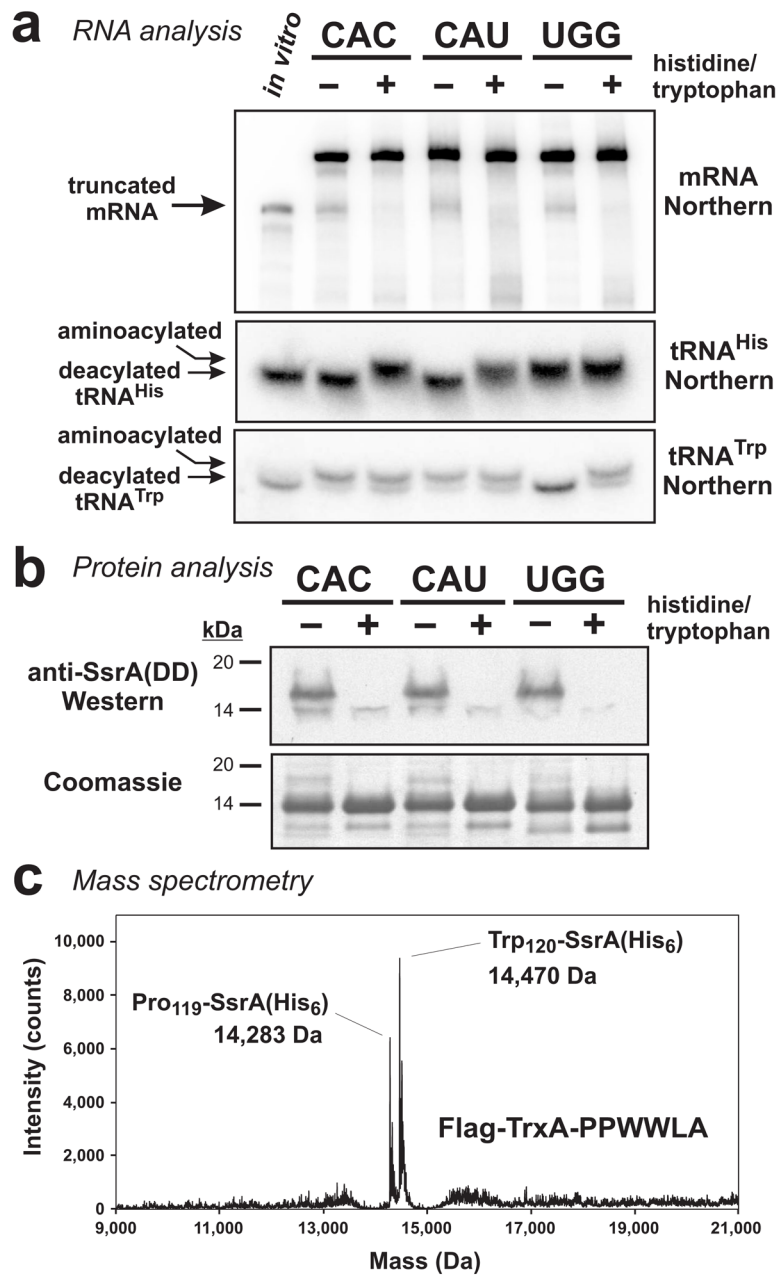 a RNA analysis
in vitro
CAC CAU UGG
− + − + − + histidine/
tryptophan
truncated
mRNA
mRNA
Northern
aminoacylated
deacylated
tRNAHis
tRNAHis
Northern
aminoacylated
deacylated
tRNATrp
tRNATrp
Northern
b Protein analysis
CAC CAU UGG
kDa − + − + − + histidine/
tryptophan
anti-SsrA(DD)
Western
20
14
Coomassie
20
14
c Mass spectrometry
Intensity (counts)
10,000
8,000
6,000
4,000
2,000
0
Trp120-SsrA(His6)
14,470 Da
Pro119-SsrA(His6)
14,283 Da
Flag-TrxA-PPWWLA
9,000 11,000 13,000 15,000 17,000 19,000 21,000
Mass (Da)